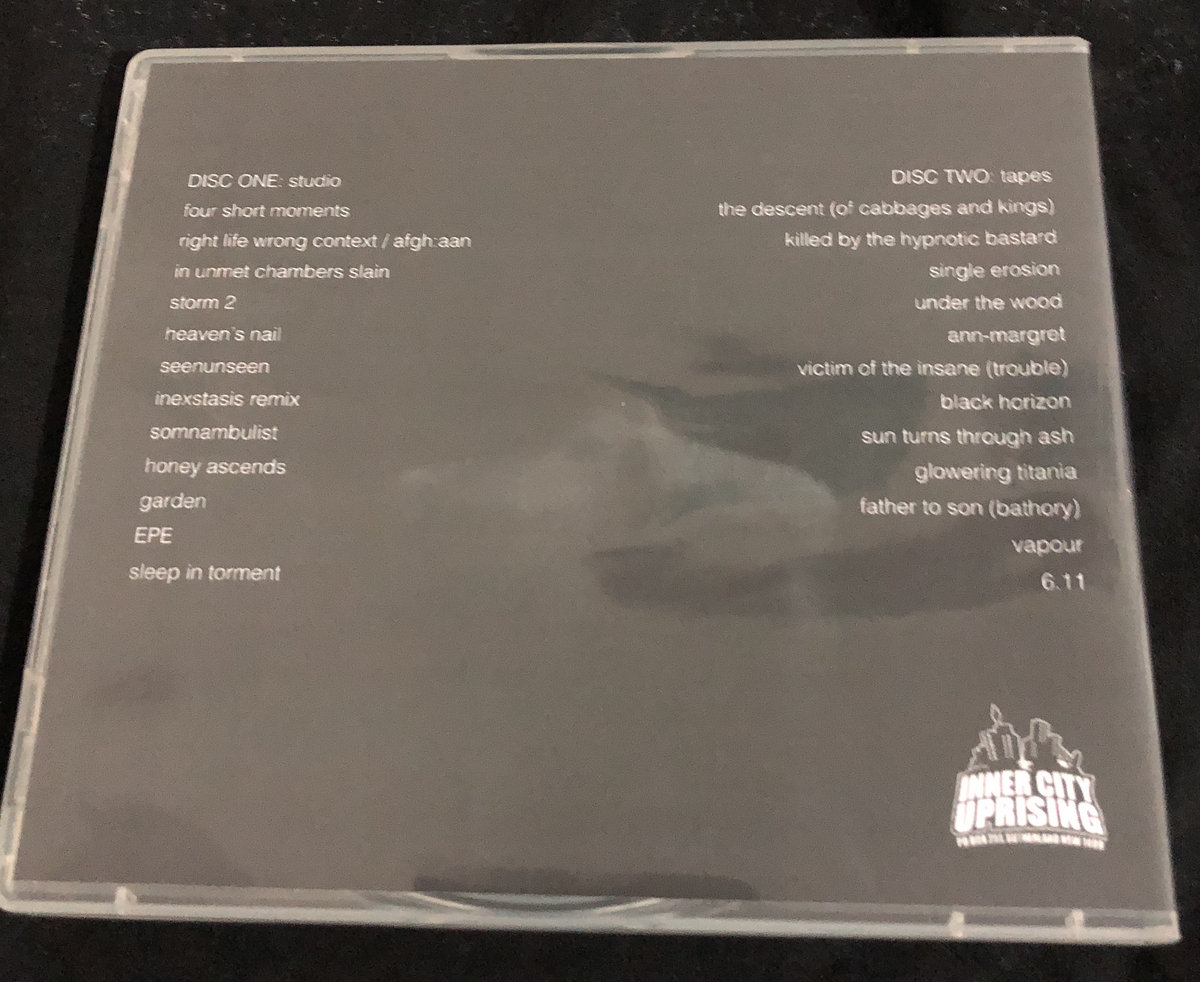 DISC ONE: studio
four short moments
right life wrong context / afgh:aan
in unmet chambers slain
storm 2
heaven's nail
seenunseen
inexstasis remix
somnambulist
honey ascends
garden
EPE
sleep in torment
DISC TWO: tapes
the descent (of cabbages and kings)
killed by the hypnotic bastard
single erosion
under the wood
ann-margret
victim of the insane (trouble)
black horizon
sun turns through ash
glowering titania
father to son (bathory)
vapour
6.11
INNER CITY
UPRISING